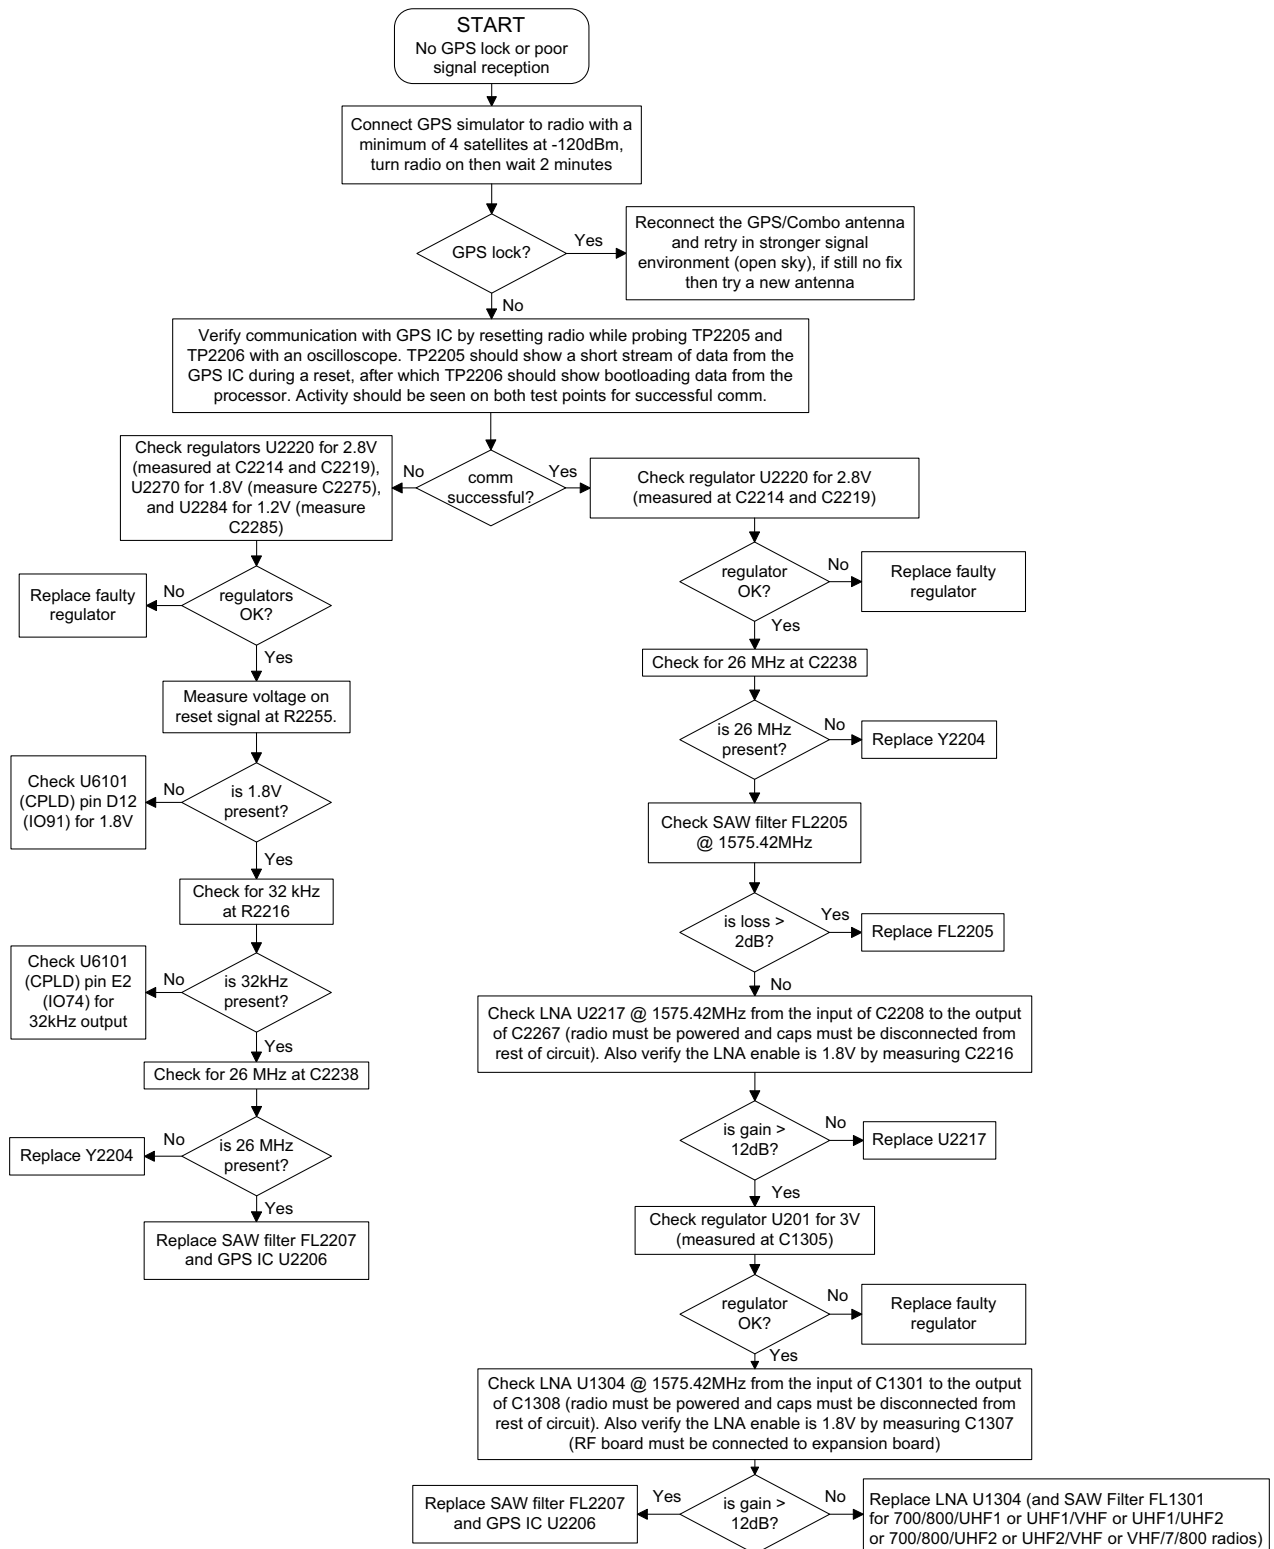 START
No GPS lock or poor
signal reception
Connect GPS simulator to radio with a
minimum of 4 satellites at -120dBm,
turn radio on then wait 2 minutes
GPS lock?
Yes
Reconnect the GPS/Combo antenna
and retry in stronger signal
environment (open sky), if still no fix
then try a new antenna
No
Verify communication with GPS IC by resetting radio while probing TP2205 and
TP2206 with an oscilloscope. TP2205 should show a short stream of data from the
GPS IC during a reset, after which TP2206 should show bootloading data from the
processor. Activity should be seen on both test points for successful comm.
comm
successful?
No
Check regulators U2220 for 2.8V
(measured at C2214 and C2219),
U2270 for 1.8V (measure C2275),
and U2284 for 1.2V (measure
C2285)
regulators
OK?
No
Replace faulty
regulator
Yes
Measure voltage on
reset signal at R2255.
is 1.8V
present?
No
Check U6101
(CPLD) pin D12
(IO91) for 1.8V
Yes
Check for 32 kHz
at R2216
is 32kHz
present?
No
Check U6101
(CPLD) pin E2
(IO74) for
32kHz output
Yes
Check for 26 MHz at C2238
is 26 MHz
present?
No
Replace Y2204
Yes
Replace SAW filter FL2207
and GPS IC U2206
Yes
Check regulator U2220 for 2.8V
(measured at C2214 and C2219)
regulator
OK?
No
Replace faulty
regulator
Yes
Check for 26 MHz at C2238
is 26 MHz
present?
No
Replace Y2204
Check SAW filter FL2205
@ 1575.42MHz
is loss >
2dB?
Yes
Replace FL2205
No
Check LNA U2217 @ 1575.42MHz from the input of C2208 to the output
of C2267 (radio must be powered and caps must be disconnected from
rest of circuit). Also verify the LNA enable is 1.8V by measuring C2216
is gain >
12dB?
No
Replace U2217
Yes
Check regulator U201 for 3V
(measured at C1305)
regulator
OK?
No
Replace faulty
regulator
Yes
Check LNA U1304 @ 1575.42MHz from the input of C1301 to the output
of C1308 (radio must be powered and caps must be disconnected from
rest of circuit). Also verify the LNA enable is 1.8V by measuring C1307
(RF board must be connected to expansion board)
is gain >
12dB?
Yes
Replace SAW filter FL2207
and GPS IC U2206
No
Replace LNA U1304 (and SAW Filter FL1301
for 700/800/UHF1 or UHF1/VHF or UHF1/UHF2
or 700/800/UHF2 or UHF2/VHF or VHF/7/800 radios)